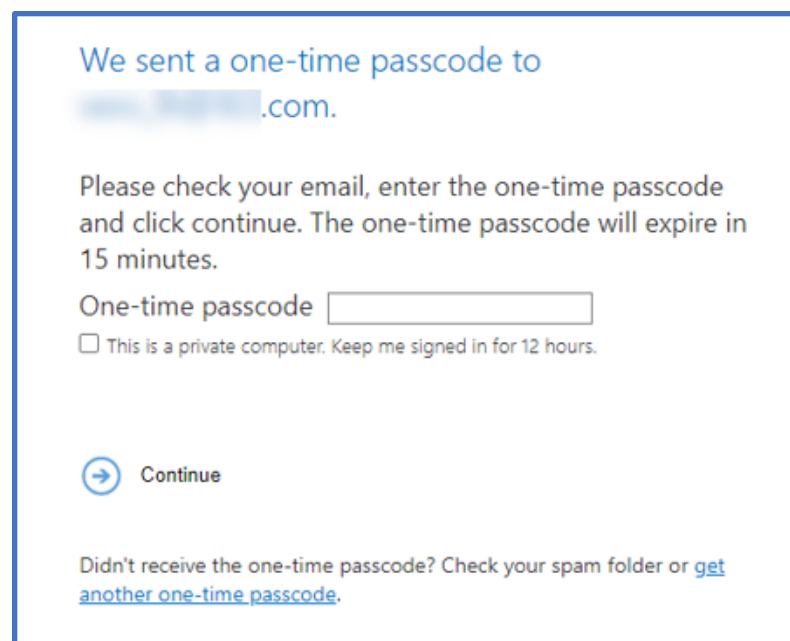 We sent a one-time passcode to
.com.
Please check your email, enter the one-time passcode
and click continue. The one-time passcode will expire in
15 minutes.
One-time passcode
This is a private computer. Keep me signed in for 12 hours.
Continue
Didn't receive the one-time passcode? Check your spam folder or get
another one-time passcode.